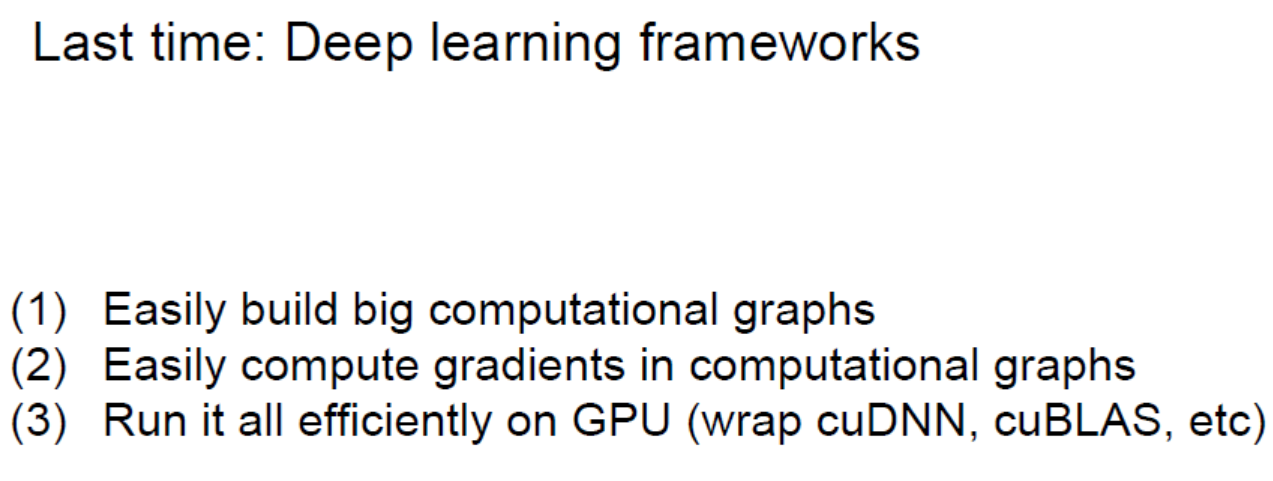 Last time: Deep learning frameworks
(1) Easily build big computational graphs
(2) Easily compute gradients in computational graphs
(3) Run it all efficiently on GPU (wrap cuDNN, cuBLAS, etc)